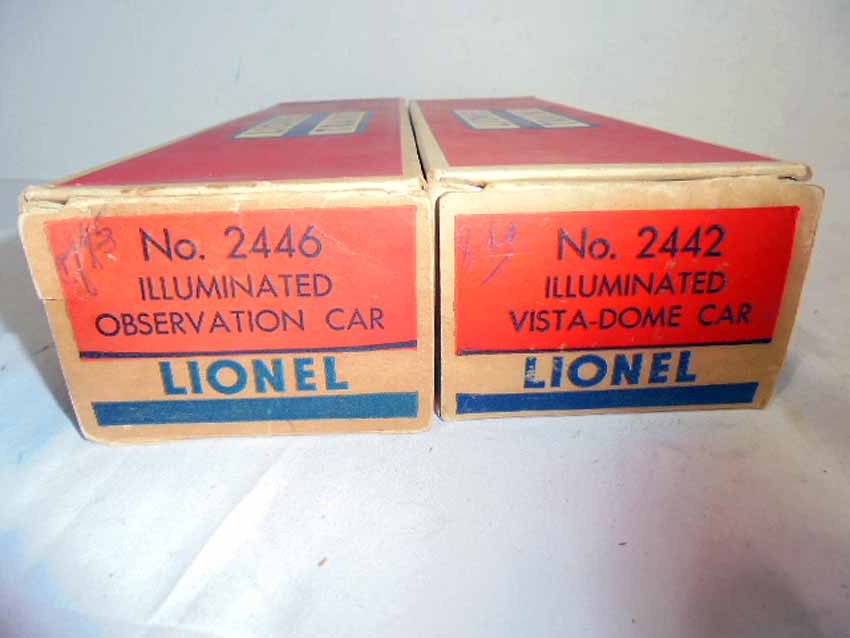 No. 2446
ILLUMINATED
OBSERVATION CAR
LIONEL
No. 2442
ILLUMINATED
VISTA-DOME CAR
LIONEL